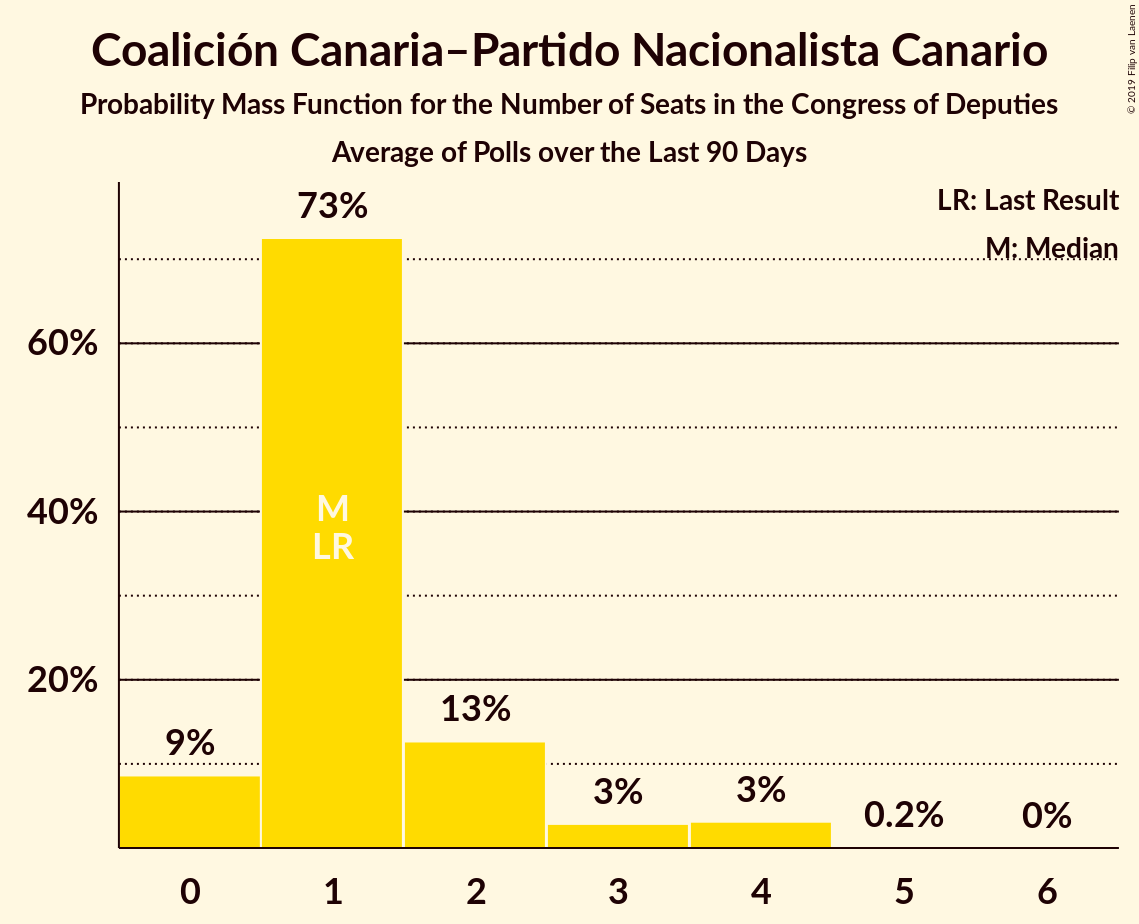 Coalición Canaria–Partido Nacionalista Canario
Probability Mass Function for the Number of Seats in the Congress of Deputies
Average of Polls over the Last 90 Days
© 2019 Filip van Laenen
LR: Last Result
M: Median
73%
60%
40%
M
LR
20%
13%
9%
3%
3%
0.2%
0%
0 1 2 3 4 5 6